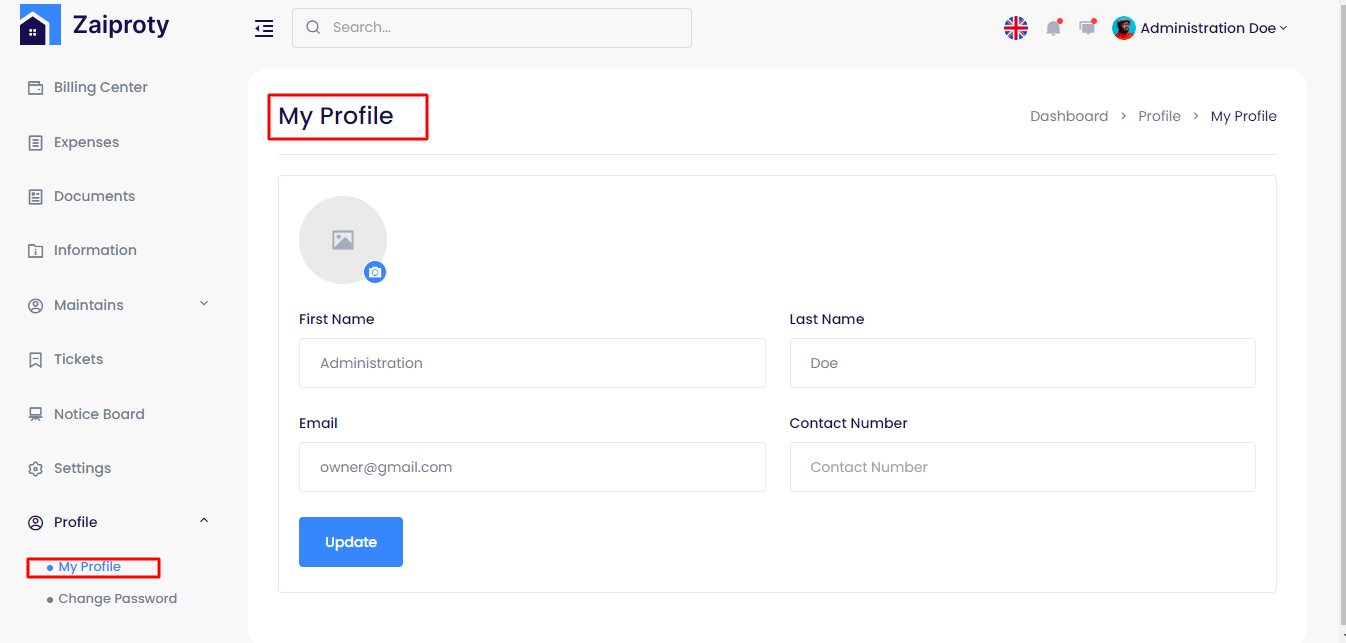 Zaiproty
Search...
Administration Doe
Billing Center
Expenses
Documents
Information
Maintains
Tickets
Notice Board
Settings
Profile
My Profile
Change Password
My Profile
Dashboard > Profile > My Profile
First Name
Last Name
Administration
Doe
Email
Contact Number
owner@gmail.com
Contact Number
Update